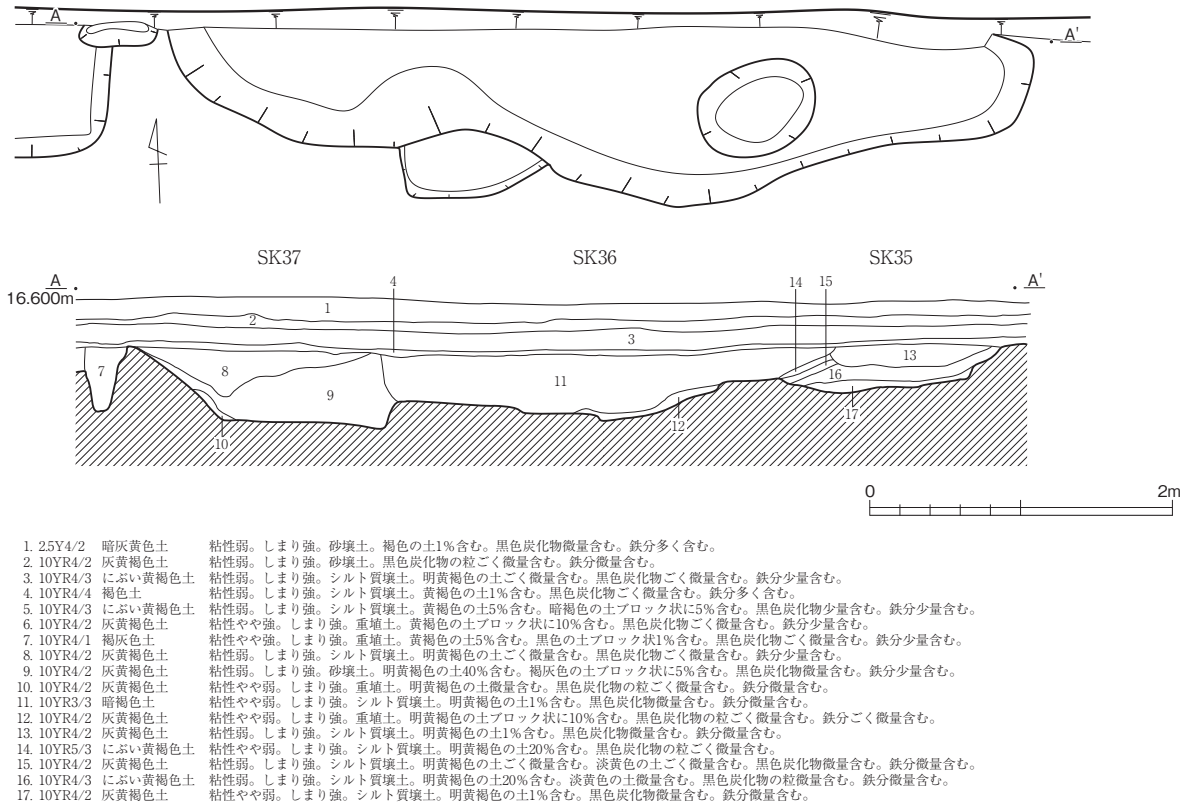 A
A'
SK37
SK36
SK35
A
4
14
15
A'
16.600m
1
2
3
7
8
9
11
13
16
10
12
17
0
2m
1. 2.5Y4/2 暗灰黄色土 粘性弱。しまり強。砂壌土。褐色の土1%含む。黒色炭化物微量含む。鉄分多く含む。
2. 10YR4/2 灰黄褐色土 粘性弱。しまり強。砂壌土。黒色炭化物の粒ごく微量含む。鉄分微量含む。
3. 10YR4/3 にぶい黄褐色土 粘性弱。しまり強。シルト質壌土。明黄褐色の土ごく微量含む。黒色炭化物ごく微量含む。鉄分少量含む。
4. 10YR4/4 褐色土 粘性弱。しまり強。シルト質壌土。黄褐色の土1%含む。黒色炭化物ごく微量含む。鉄分多く含む。
5. 10YR4/3 にぶい黄褐色土 粘性弱。しまり強。シルト質壌土。黄褐色の土5%含む。暗褐色の土ブロック状に5%含む。黒色炭化物少量含む。鉄分少量含む。
6. 10YR4/2 灰黄褐色土 粘性やや強。しまり強。重埴土。黄褐色の土ブロック状に10%含む。黒色炭化物ごく微量含む。鉄分少量含む。
7. 10YR4/1 褐灰色土 粘性やや強。しまり強。重埴土。黄褐色の土5%含む。黒色の土ブロック状1%含む。黒色炭化物ごく微量含む。鉄分少量含む。
8. 10YR4/2 灰黄褐色土 粘性弱。しまり強。シルト質壌土。明黄褐色の土ごく微量含む。黒色炭化物ごく微量含む。鉄分少量含む。
9. 10YR4/2 灰黄褐色土 粘性弱。しまり強。砂壌土。明黄褐色の土40%含む。褐灰色の土ブロック状に5%含む。黒色炭化物微量含む。鉄分少量含む。
10. 10YR4/2 灰黄褐色土 粘性やや弱。しまり強。重埴土。明黄褐色の土微量含む。黒色炭化物の粒ごく微量含む。鉄分微量含む。
11. 10YR3/3 暗褐色土 粘性やや弱。しまり強。シルト質壌土。明黄褐色の土1%含む。黒色炭化物微量含む。鉄分微量含む。
12. 10YR4/2 灰黄褐色土 粘性やや弱。しまり強。重埴土。明黄褐色の土ブロック状に10%含む。黒色炭化物の粒ごく微量含む。鉄分ごく微量含む。
13. 10YR4/2 灰黄褐色土 粘性弱。しまり強。シルト質壌土。明黄褐色の土1%含む。黒色炭化物微量含む。鉄分微量含む。
14. 10YR5/3 にぶい黄褐色土 粘性やや弱。しまり強。シルト質壌土。明黄褐色の土20%含む。黒色炭化物の粒ごく微量含む。
15. 10YR4/2 灰黄褐色土 粘性弱。しまり強。シルト質壌土。明黄褐色の土ごく微量含む。淡黄色の土ごく微量含む。黒色炭化物微量含む。鉄分微量含む。
16. 10YR4/3 にぶい黄褐色土 粘性弱。しまり強。シルト質壌土。明黄褐色の土20%含む。淡黄色の土微量含む。黒色炭化物の粒微量含む。鉄分微量含む。
17. 10YR4/2 灰黄褐色土 粘性やや弱。しまり強。シルト質壌土。明黄褐色の土1%含む。黒色炭化物微量含む。鉄分微量含む。